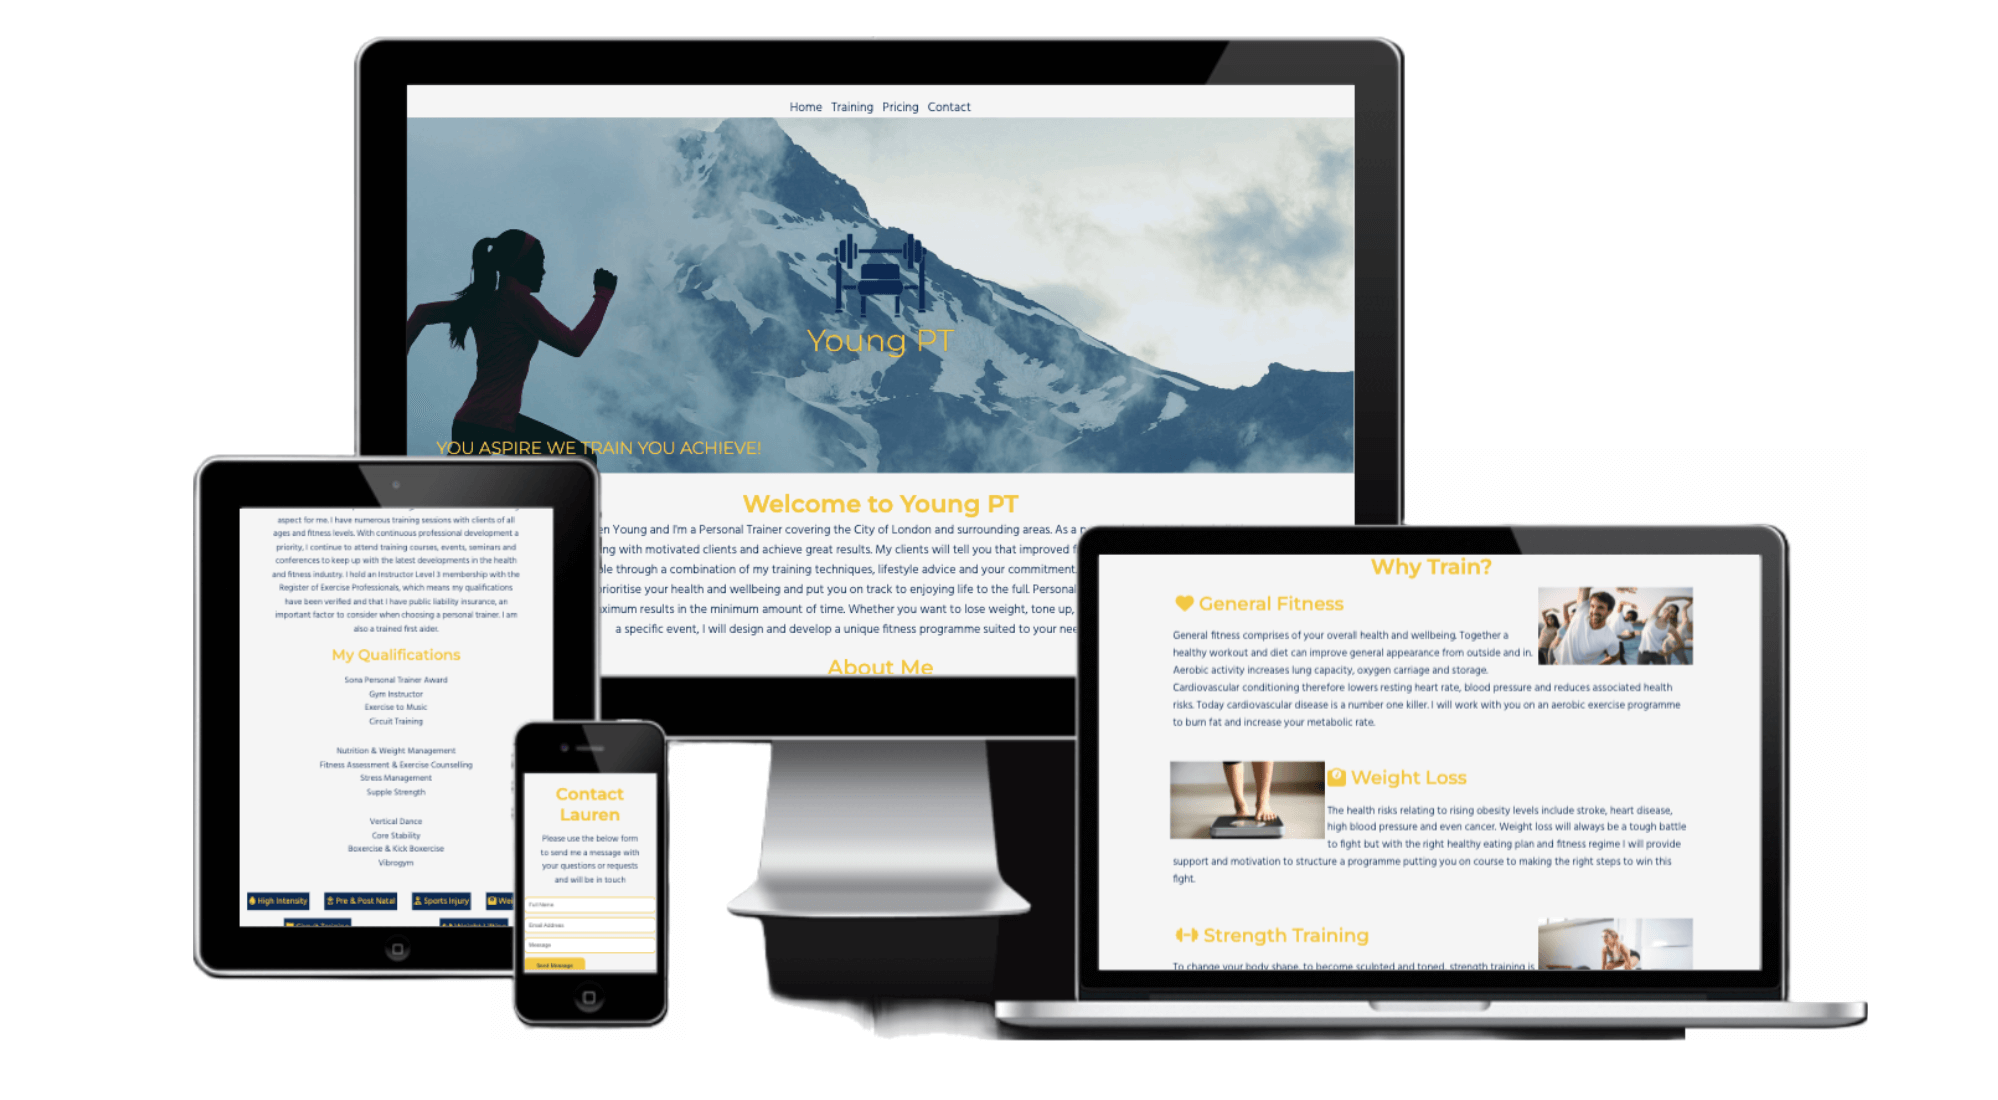 Home Training Pricing Contact
Young PT
YOU ASPIRE WE TRAIN YOU ACHIEVE!
Welcome to Young PT
en Young and I'm a Personal Trainer covering the City of London and surrounding areas. As a
ng with motivated clients and achieve great results. My clients will tell you that improved
le through a combination of my training techniques, lifestyle advice and your commitment.
rioritise your health and wellbeing and put you on track to enjoying life to the full. Personal
ximum results in the minimum amount of time. Whether you want to lose weight, tone up,
a specific event, I will design and develop a unique fitness programme suited to your nee
About Me
aspect for me. I have numerous training sessions with clients of all
ages and fitness levels. With continuous professional development a
priority, I continue to attend training courses, events, seminars and
conferences to keep up with the latest developments in the health
and fitness industry. I hold an Instructor Level 3 membership with the
Register of Exercise Professionals, which means my qualifications
have been verified and that I have public liability insurance, an
important factor to consider when choosing a personal trainer. I am
also a trained first aider.
My Qualifications
Sona Personal Trainer Award
Gym Instructor
Exercise to Music
Circuit Training
Nutrition & Weight Management
Fitness Assessment & Exercise Counselling
Stress Management
Supple Strength
Vertical Dance
Core Stability
Boxercise & Kick Boxercise
Vibrogym
High Intensity Pre & Post Natal Sports Injury Wei
Circuit Training
Contact
Lauren
Please use the below form
to send me a message with
your questions or requests
and will be in touch
Full Name
Email Address
Message
Send Message
Why Train?
General Fitness
General fitness comprises of your overall health and wellbeing. Together a
healthy workout and diet can improve general appearance from outside and in.
Aerobic activity increases lung capacity, oxygen carriage and storage.
Cardiovascular conditioning therefore lowers resting heart rate, blood pressure and reduces associated health
risks. Today cardiovascular disease is a number one killer. I will work with you on an aerobic exercise programme
to burn fat and increase your metabolic rate.
Weight Loss
The health risks relating to rising obesity levels include stroke, heart disease,
high blood pressure and even cancer. Weight loss will always be a tough battle
to fight but with the right healthy eating plan and fitness regime I will provide
support and motivation to structure a programme putting you on course to making the right steps to win this
fight.
Strength Training
To change your body shape, to become sculpted and toned, strength training is